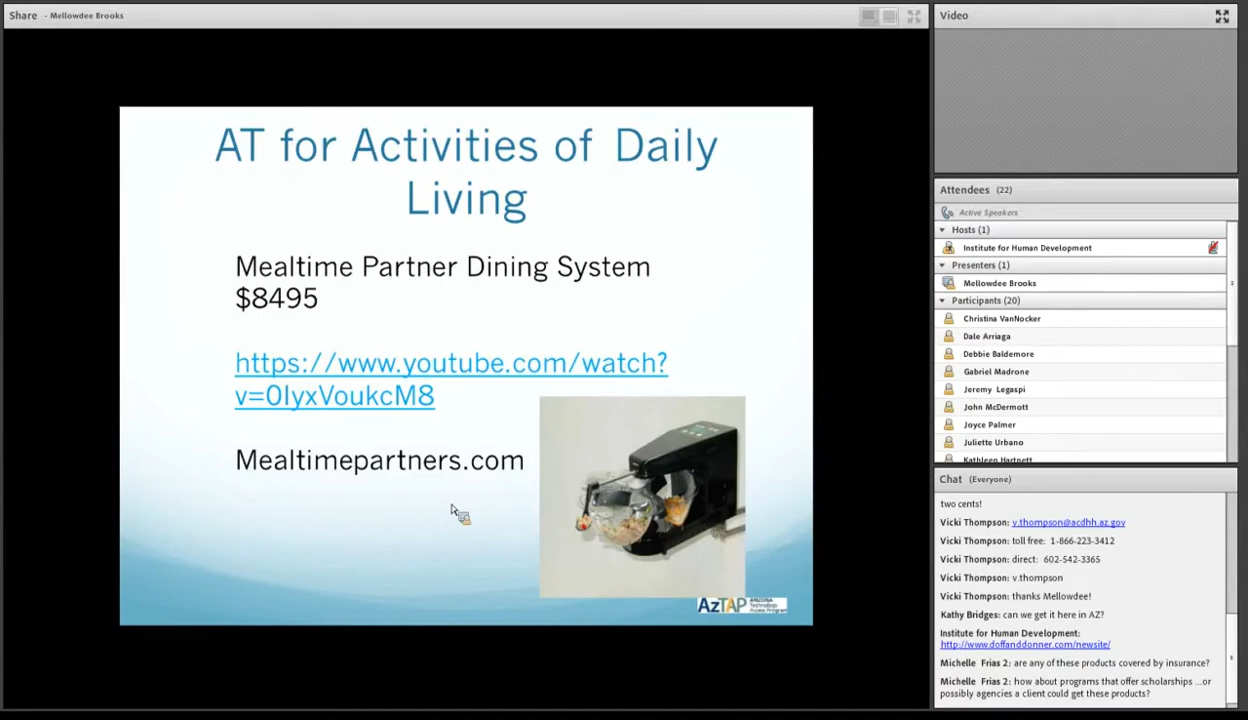 Share - Mellowdee Brooks
AT for Activities of Daily
Living
Mealtime Partner Dining System
$8495
https://www.youtube.com/watch?
v=0IyxVoukcM8
Mealtimepartners.com
AzTAP ARIZONA
Technology
Access Program
Video
Attendees (22)
Active Speakers
Hosts (1)
Institute for Human Development
Presenters (1)
Mellowdee Brooks
Participants (20)
Christina VanNocker
Dale Arriaga
Debbie Baldemore
Gabriel Madrone
Jeremy Legaspi
John McDermott
Joyce Palmer
Juliette Urbano
Kathleen Hartnett
Chat (Everyone)
two cents!
Vicki Thompson: v.thompson@acdhh.az.gov
Vicki Thompson: toll free: 1-866-223-3412
Vicki Thompson: direct: 602-542-3365
Vicki Thompson: v.thompson
Vicki Thompson: thanks Mellowdee!
Kathy Bridges: can we get it here in AZ?
Institute for Human Development:
http://www.doffanddonner.com/newsite/
Michelle Frias 2: are any of these products covered by insurance?
Michelle Frias 2: how about programs that offer scholarships ...or
possibly agencies a client could get these products?